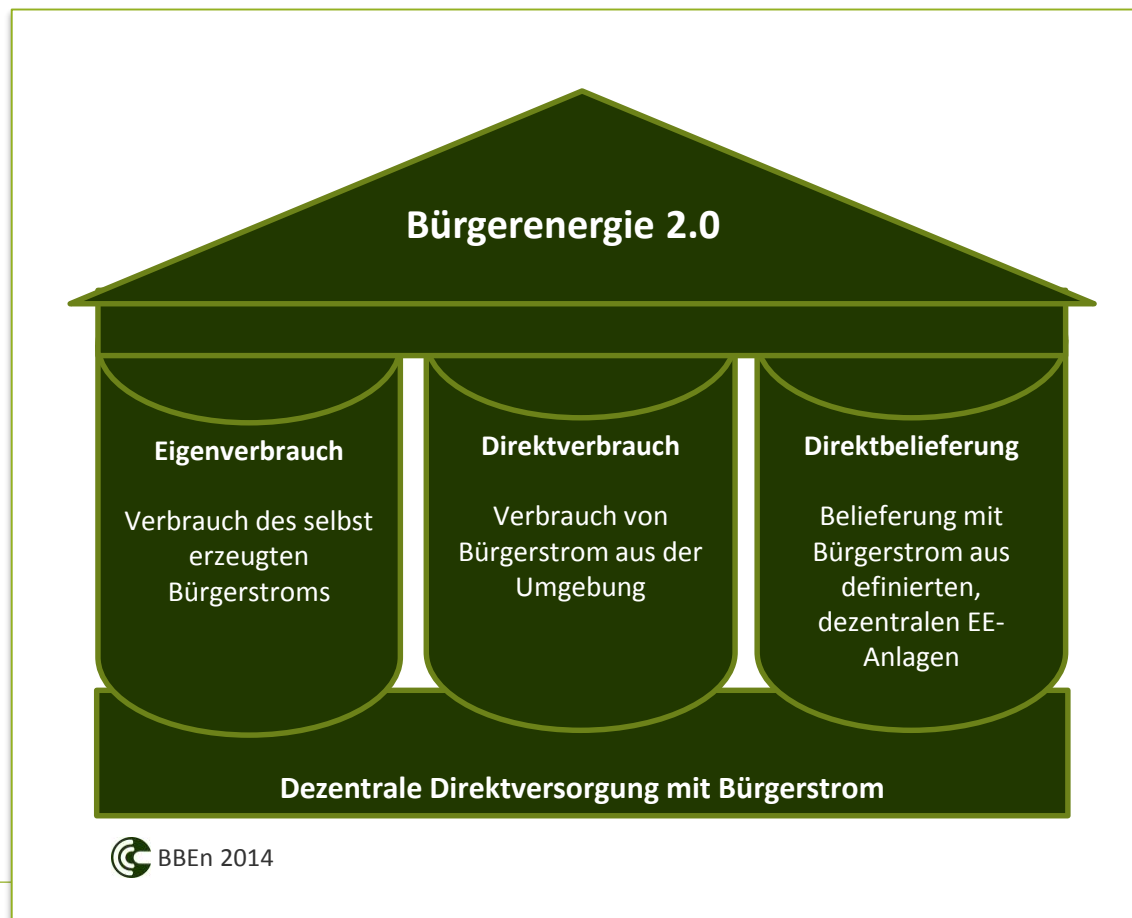 Bürgerenergie 2.0
Eigenverbrauch
Verbrauch des selbst
erzeugten
Bürgerstroms
Direktverbrauch
Verbrauch von
Bürgerstrom aus der
Umgebung
Direktbelieferung
Belieferung mit
Bürgerstrom aus
definierten,
dezentralen EE-
Anlagen
Dezentrale Direktversorgung mit Bürgerstrom
BBEn 2014